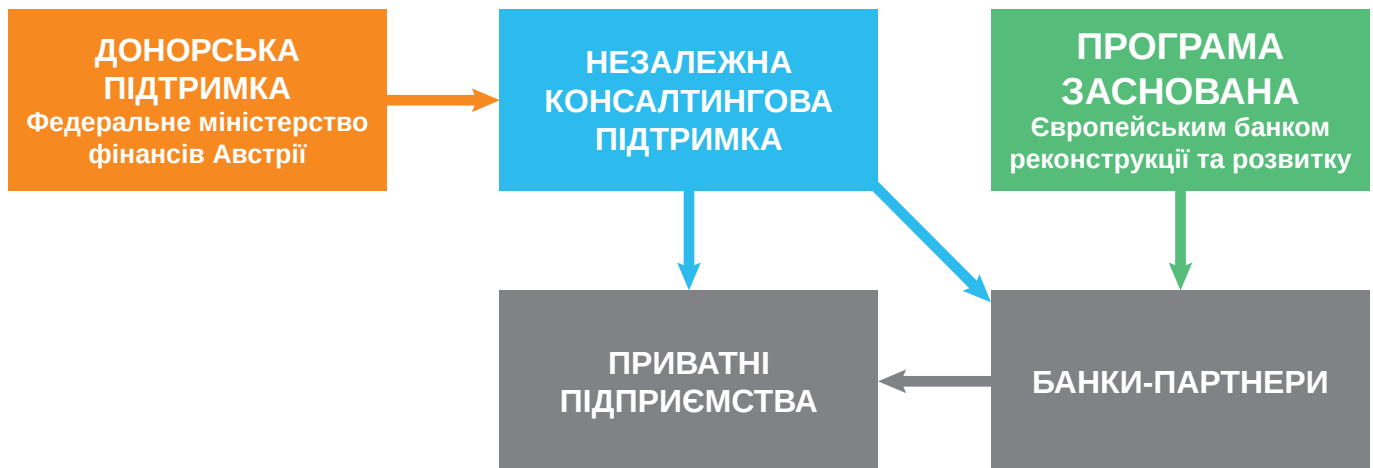 ДОНОРСЬКА
ПІДТРИМКА
Федеральне міністерство
фінансів Австрії
НЕЗАЛЕЖНА
КОНСАЛТИНГОВА
ПІДТРИМКА
ПРОГРАМА
ЗАСНОВАНА
Європейським банком
реконструкції та розвитку
ПРИВАТНІ
ПІДПРИЄМСТВА
БАНКИ-ПАРТНЕРИ